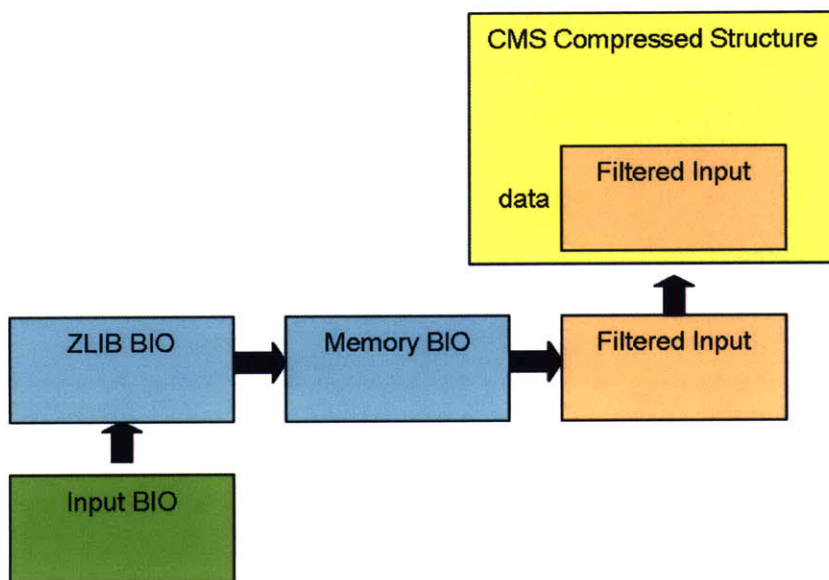 CMS Compressed Structure
Filtered Input
data
ZLIB BIO
Memory BIO
Filtered Input
Input BIO